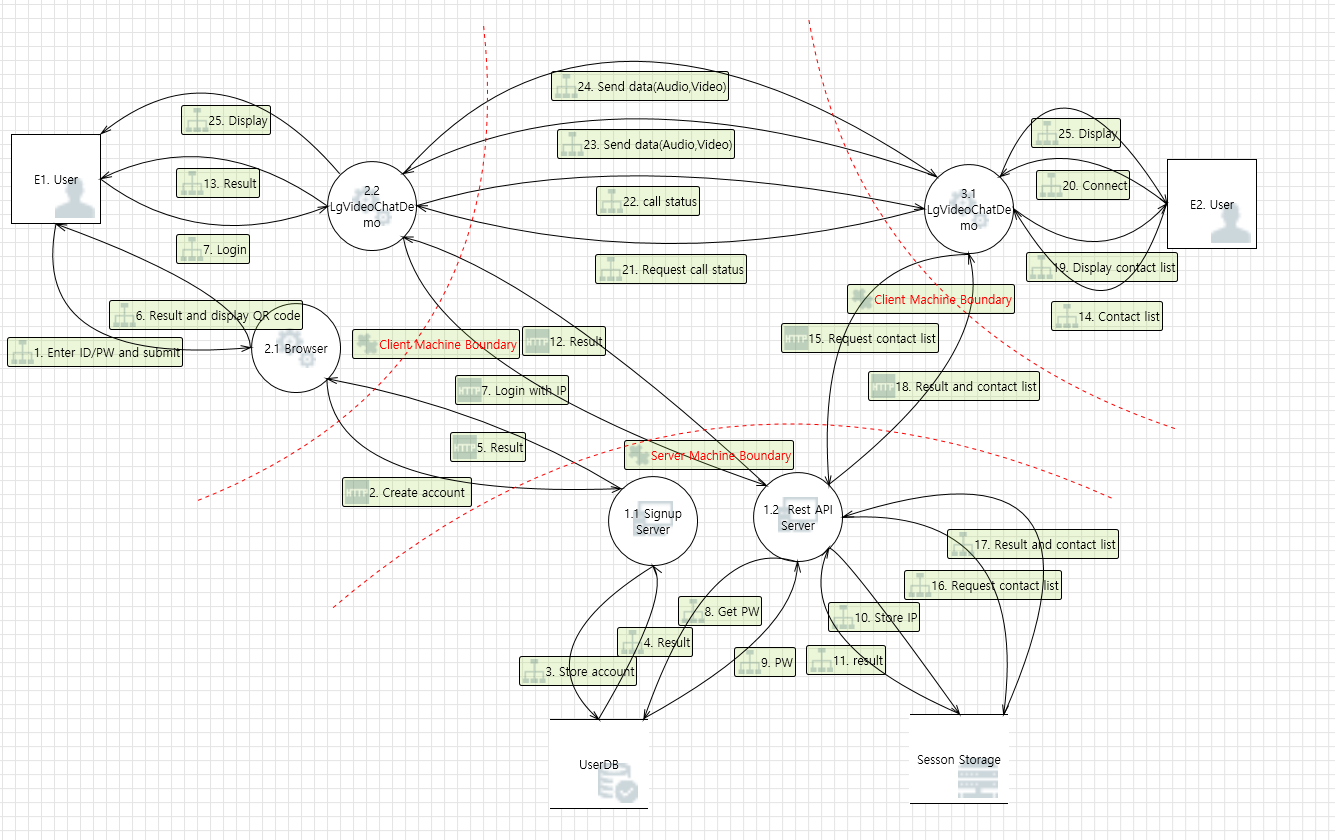 24. Send data(Audio,Video)
25. Display
25. Display
23. Send data(Audio,Video)
E1. User
13. Result
2.2
LgVideoChatDe
mo
22. call status
3.1
LgVideoChatDe
mo
20. Connect
E2. User
7. Login
21. Request call status
19. Display contact list
Client Machine Boundary
14. Contact list
6. Result and display QR code
1. Enter ID/PW and submit
2.1 Browser
Client Machine Boundary
12. Result
15. Request contact list
7. Login with IP
18. Result and contact list
5. Result
Server Machine Boundary
2. Create account
1.1 Signup
Server
1.2 Rest API
Server
17. Result and contact list
16. Request contact list
8. Get PW
10. Store IP
4. Result
9. PW
11. result
3. Store account
UserDB
Sesson Storage